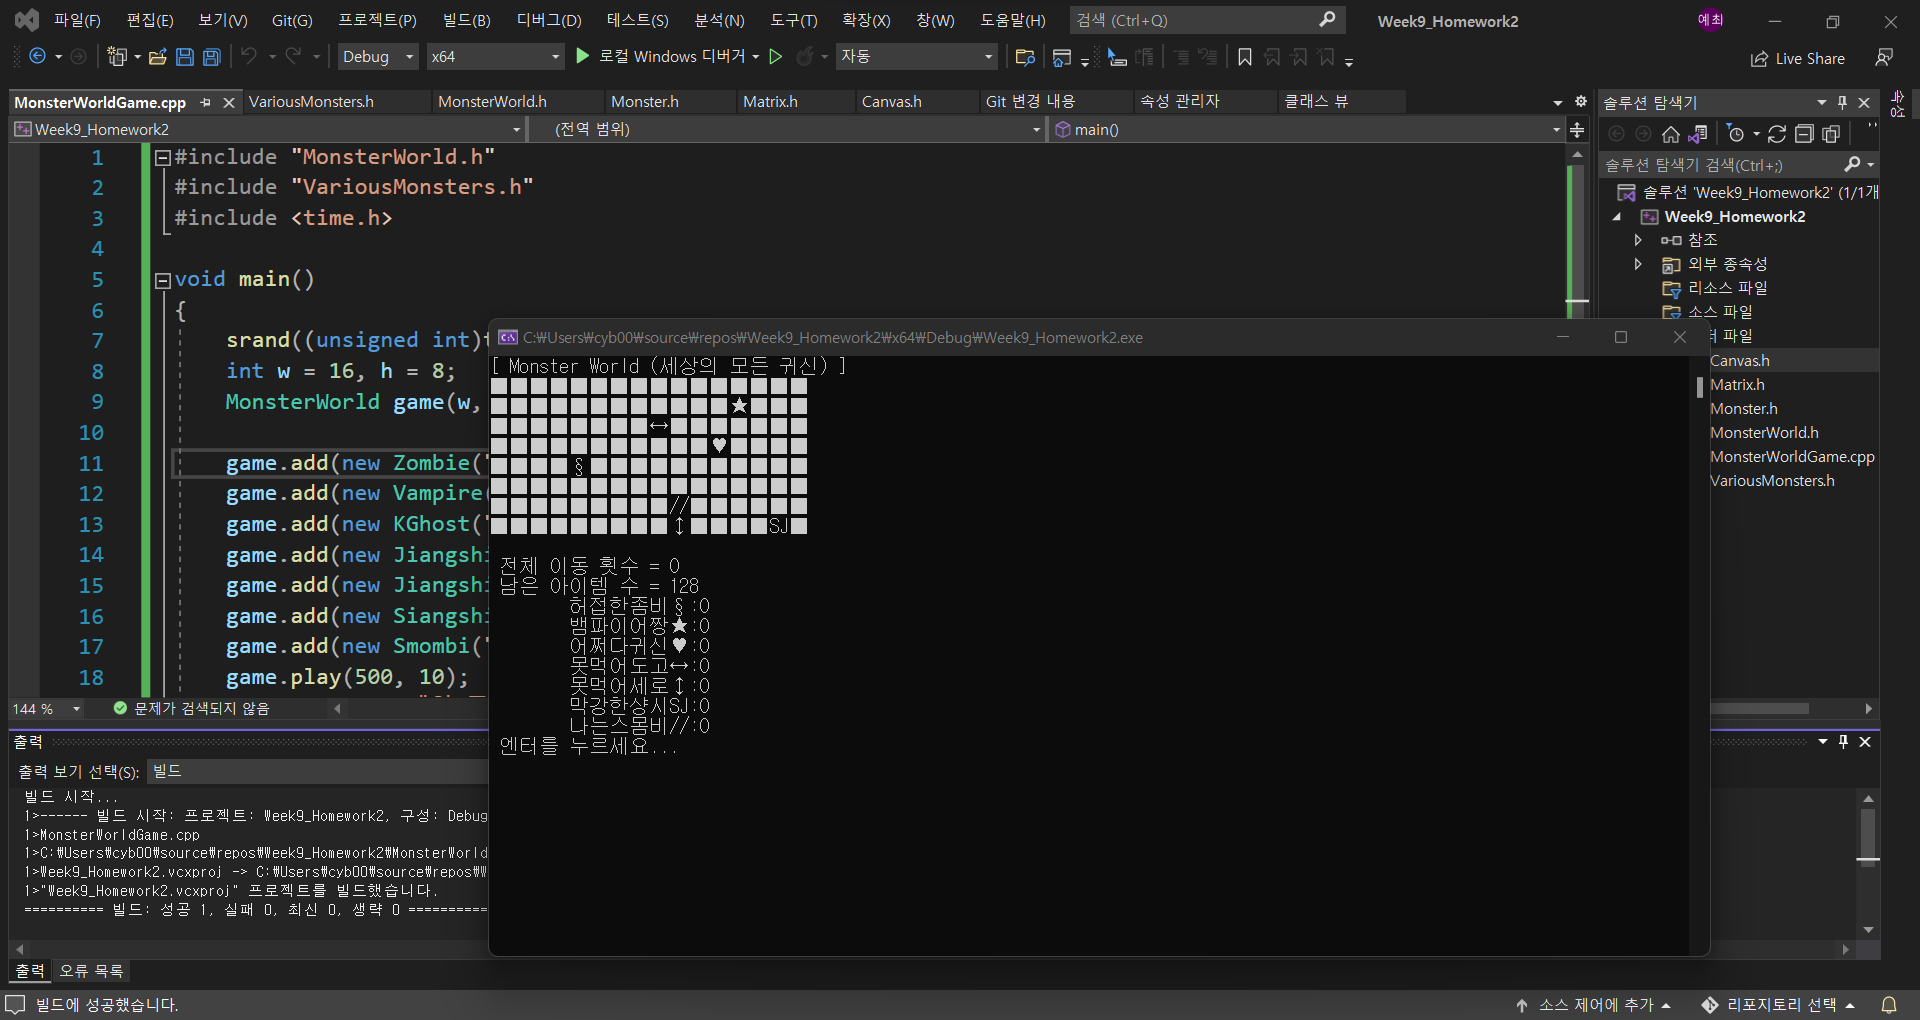 파일(F) 편집(E) 보기(V) Git(G) 프로젝트(P) 빌드(B) 디버그(D) 테스트(S) 분석(N) 도구(T) 확장(X) 창(W) 도움말(H) 검색 (Ctrl+Q) Week9_Homework2 예최
Debug x64 로컬 Windows 디버거 자동 Live Share
MonsterWorldGame.cpp VariousMonsters.h MonsterWorld.h Monster.h Matrix.h Canvas.h Git 변경 내용 속성 관리자 클래스 뷰
Week9_Homework2 (전역 범위) main()
1 #include "MonsterWorld.h"
2 #include "VariousMonsters.h"
3 #include <time.h>
4
5 void main()
6 {
7 srand((unsigned int)t
8 int w = 16, h = 8;
9 MonsterWorld game(w,
10
11 game.add(new Zombie("
12 game.add(new Vampire(
13 game.add(new KGhost("
14 game.add(new Jiangshi
15 game.add(new Jiangshi
16 game.add(new Siangshi
17 game.add(new Smombi("
18 game.play(500, 10);
144 % 문제가 검색되지 않음
C:₩Users₩cyb00₩source₩repos₩Week9_Homework2₩x64₩Debug₩Week9_Homework2.exe
[ Monster World (세상의 모든 귀신) ]
■■■■■■■■■■■■■■■■
■■■■■■■■■■■■★■■■
■■■■■■■■↔■■■■■■■
■■■■■■■■■■■♥■■■■
■■■■§■■■■■■■■■■■
■■■■■■■■■■■■■■■■
■■■■■■■■■//■■■■■■
■■■■■■■■■↕■■■■SJ■
전체 이동 횟수 = 0
남은 아이템 수 = 128
허접한좀비§:0
뱀파이어짱★:0
어쩌다귀신♥:0
못먹어도고↔:0
못먹어세로↕:0
막강한샹시SJ:0
나는스몸비//:0
엔터를 누르세요...
출력
출력 보기 선택(S): 빌드
빌드 시작...
1>------ 빌드 시작: 프로젝트: Week9_Homework2, 구성: Debug
1>MonsterWorldGame.cpp
1>C:₩Users₩cyb00₩source₩repos₩Week9_Homework2₩MonsterWorld
1>Week9_Homework2.vcxproj -> C:₩Users₩cyb00₩source₩repos₩W
1>"Week9_Homework2.vcxproj" 프로젝트를 빌드했습니다.
========== 빌드: 성공 1, 실패 0, 최신 0, 생략 0 ==========
출력 오류 목록
솔루션 탐색기
속성
솔루션 탐색기 검색(Ctrl+;)
솔루션 'Week9_Homework2' (1/1개
Week9_Homework2
참조
외부 종속성
리소스 파일
소스 파일
파일
Canvas.h
Matrix.h
Monster.h
MonsterWorld.h
MonsterWorldGame.cpp
VariousMonsters.h
빌드에 성공했습니다. 소스 제어에 추가 리포지토리 선택